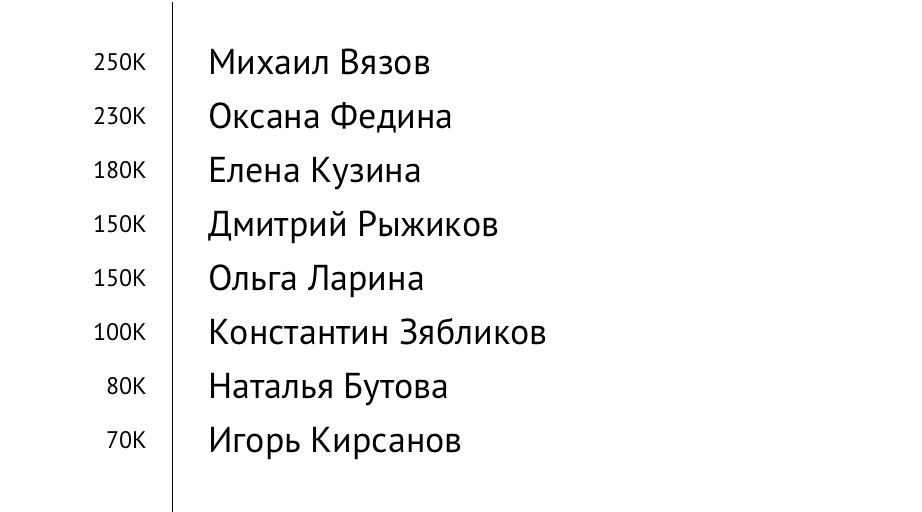 250K Михаил Вязов
230K Оксана Федина
180K Елена Кузина
150K Дмитрий Рыжиков
150K Ольга Ларина
100K Константин Зябликов
80K Наталья Бутова
70K Игорь Кирсанов